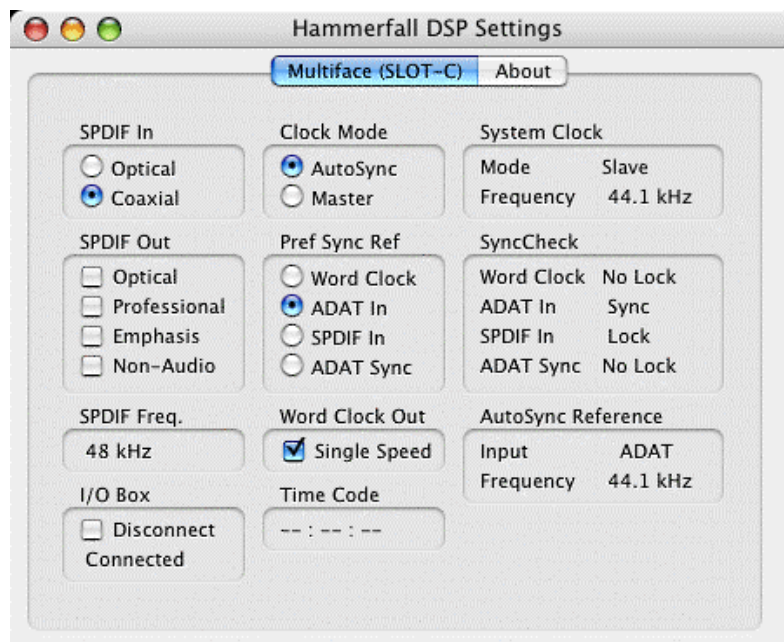 Hammerfall DSP Settings
Multiface (SLOT-C) About
SPDIF In
Optical
Coaxial
Clock Mode
AutoSync
Master
System Clock
Mode Slave
Frequency 44.1 kHz
SPDIF Out
Optical
Professional
Emphasis
Non-Audio
Pref Sync Ref
Word Clock
ADAT In
SPDIF In
ADAT Sync
SyncCheck
Word Clock No Lock
ADAT In Sync
SPDIF In Lock
ADAT Sync No Lock
SPDIF Freq.
48 kHz
Word Clock Out
Single Speed
AutoSync Reference
Input ADAT
Frequency 44.1 kHz
I/O Box
Disconnect
Connected
Time Code
-- : -- : --